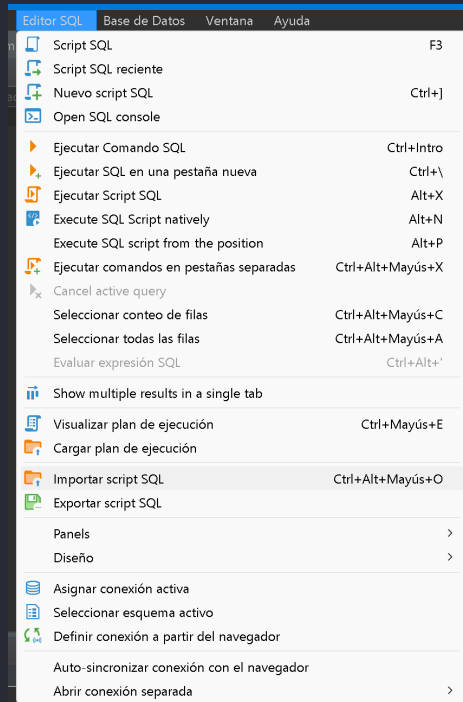 Editor SQL Base de Datos Ventana Ayuda
Script SQL F3
Script SQL reciente
Nuevo script SQL Ctrl+]
Open SQL console
Ejecutar Comando SQL Ctrl+Intro
Ejecutar SQL en una pestaña nueva Ctrl+\
Ejecutar Script SQL Alt+X
Execute SQL Script natively Alt+N
Execute SQL script from the position Alt+P
Ejecutar comandos en pestañas separadas Ctrl+Alt+Mayús+X
Cancel active query
Seleccionar conteo de filas Ctrl+Alt+Mayús+C
Seleccionar todas las filas Ctrl+Alt+Mayús+A
Evaluar expresión SQL Ctrl+Alt+'
Show multiple results in a single tab
Visualizar plan de ejecución Ctrl+Mayús+E
Cargar plan de ejecución
Importar script SQL Ctrl+Alt+Mayús+O
Exportar script SQL
Panels
Diseño
Asignar conexión activa
Seleccionar esquema activo
Definir conexión a partir del navegador
Auto-sincronizar conexión con el navegador
Abrir conexión separada